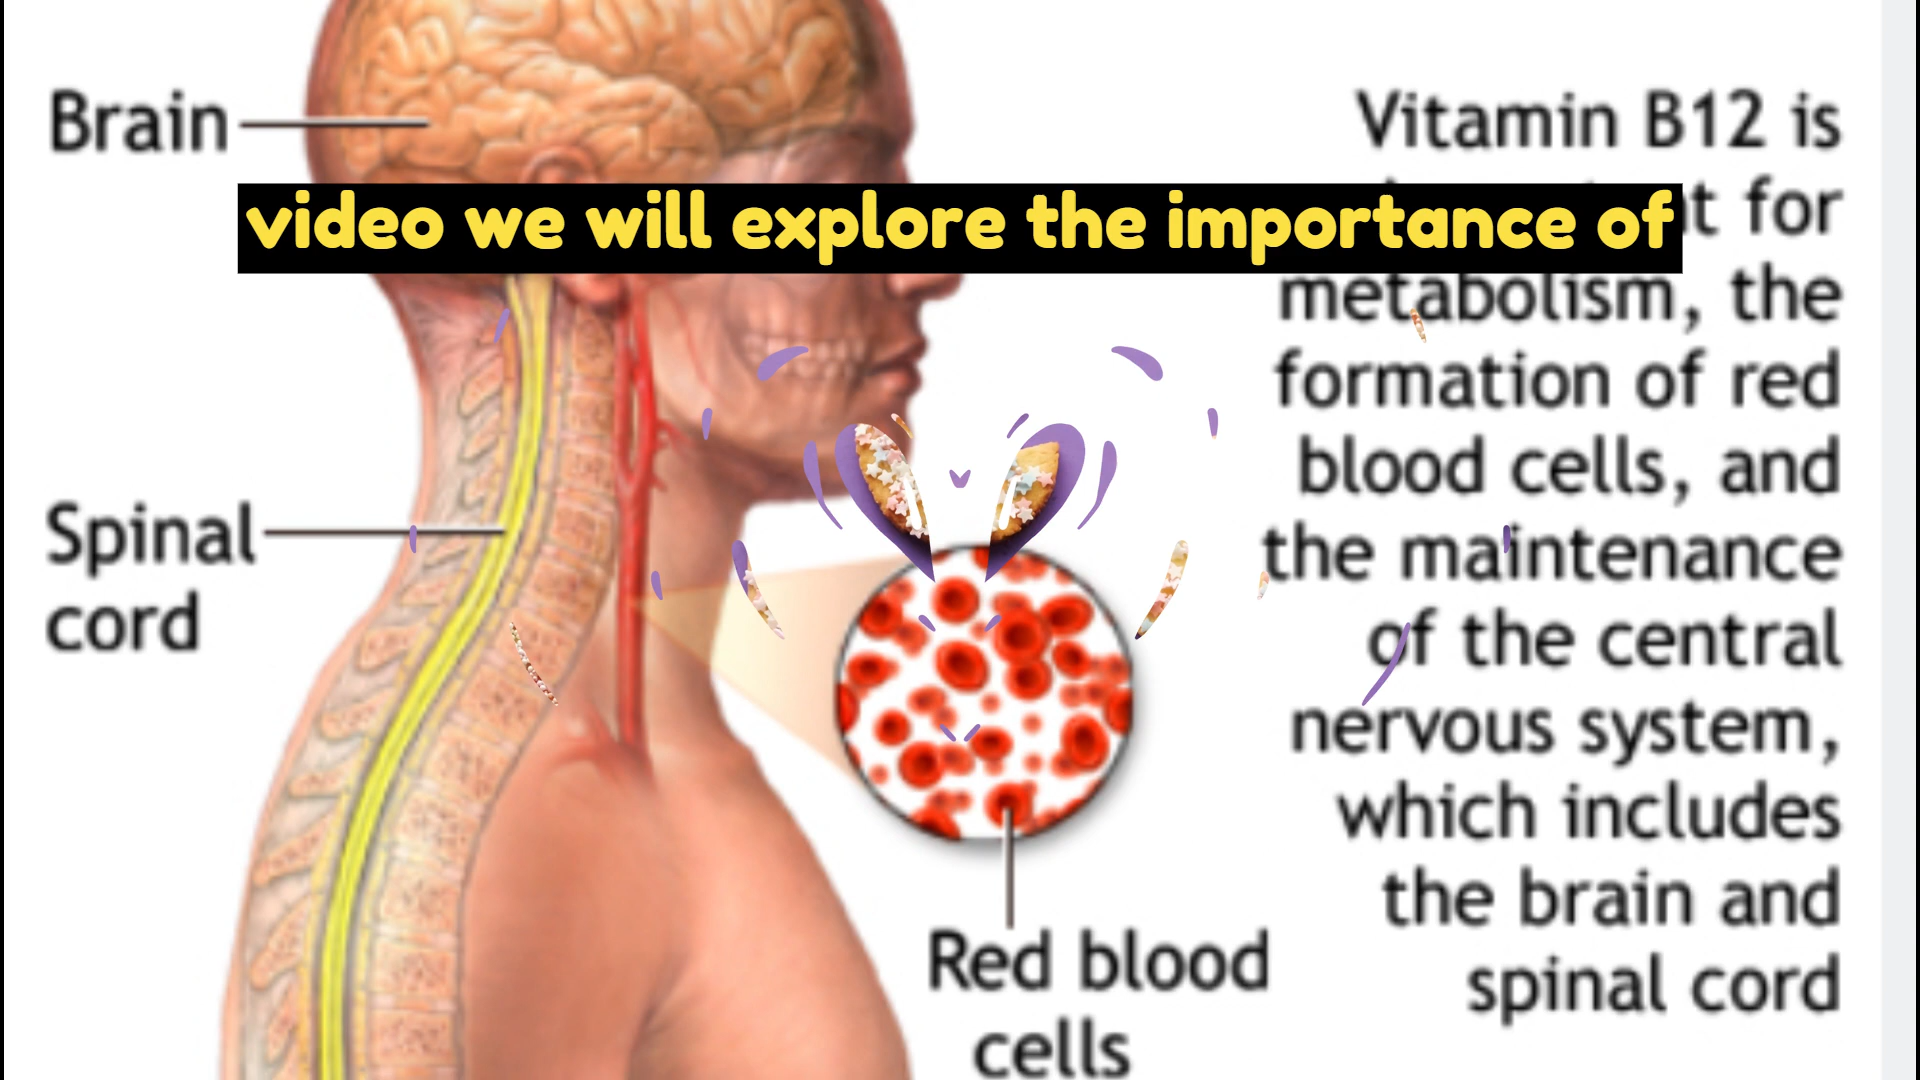 Brain
Vitamin B12 is
video we will explore the importance of
for
metabolism, the
formation of red
blood cells, and
Spinal
cord
the maintenance
of the central
nervous system,
which includes
the brain and
spinal cord
Red blood
cells